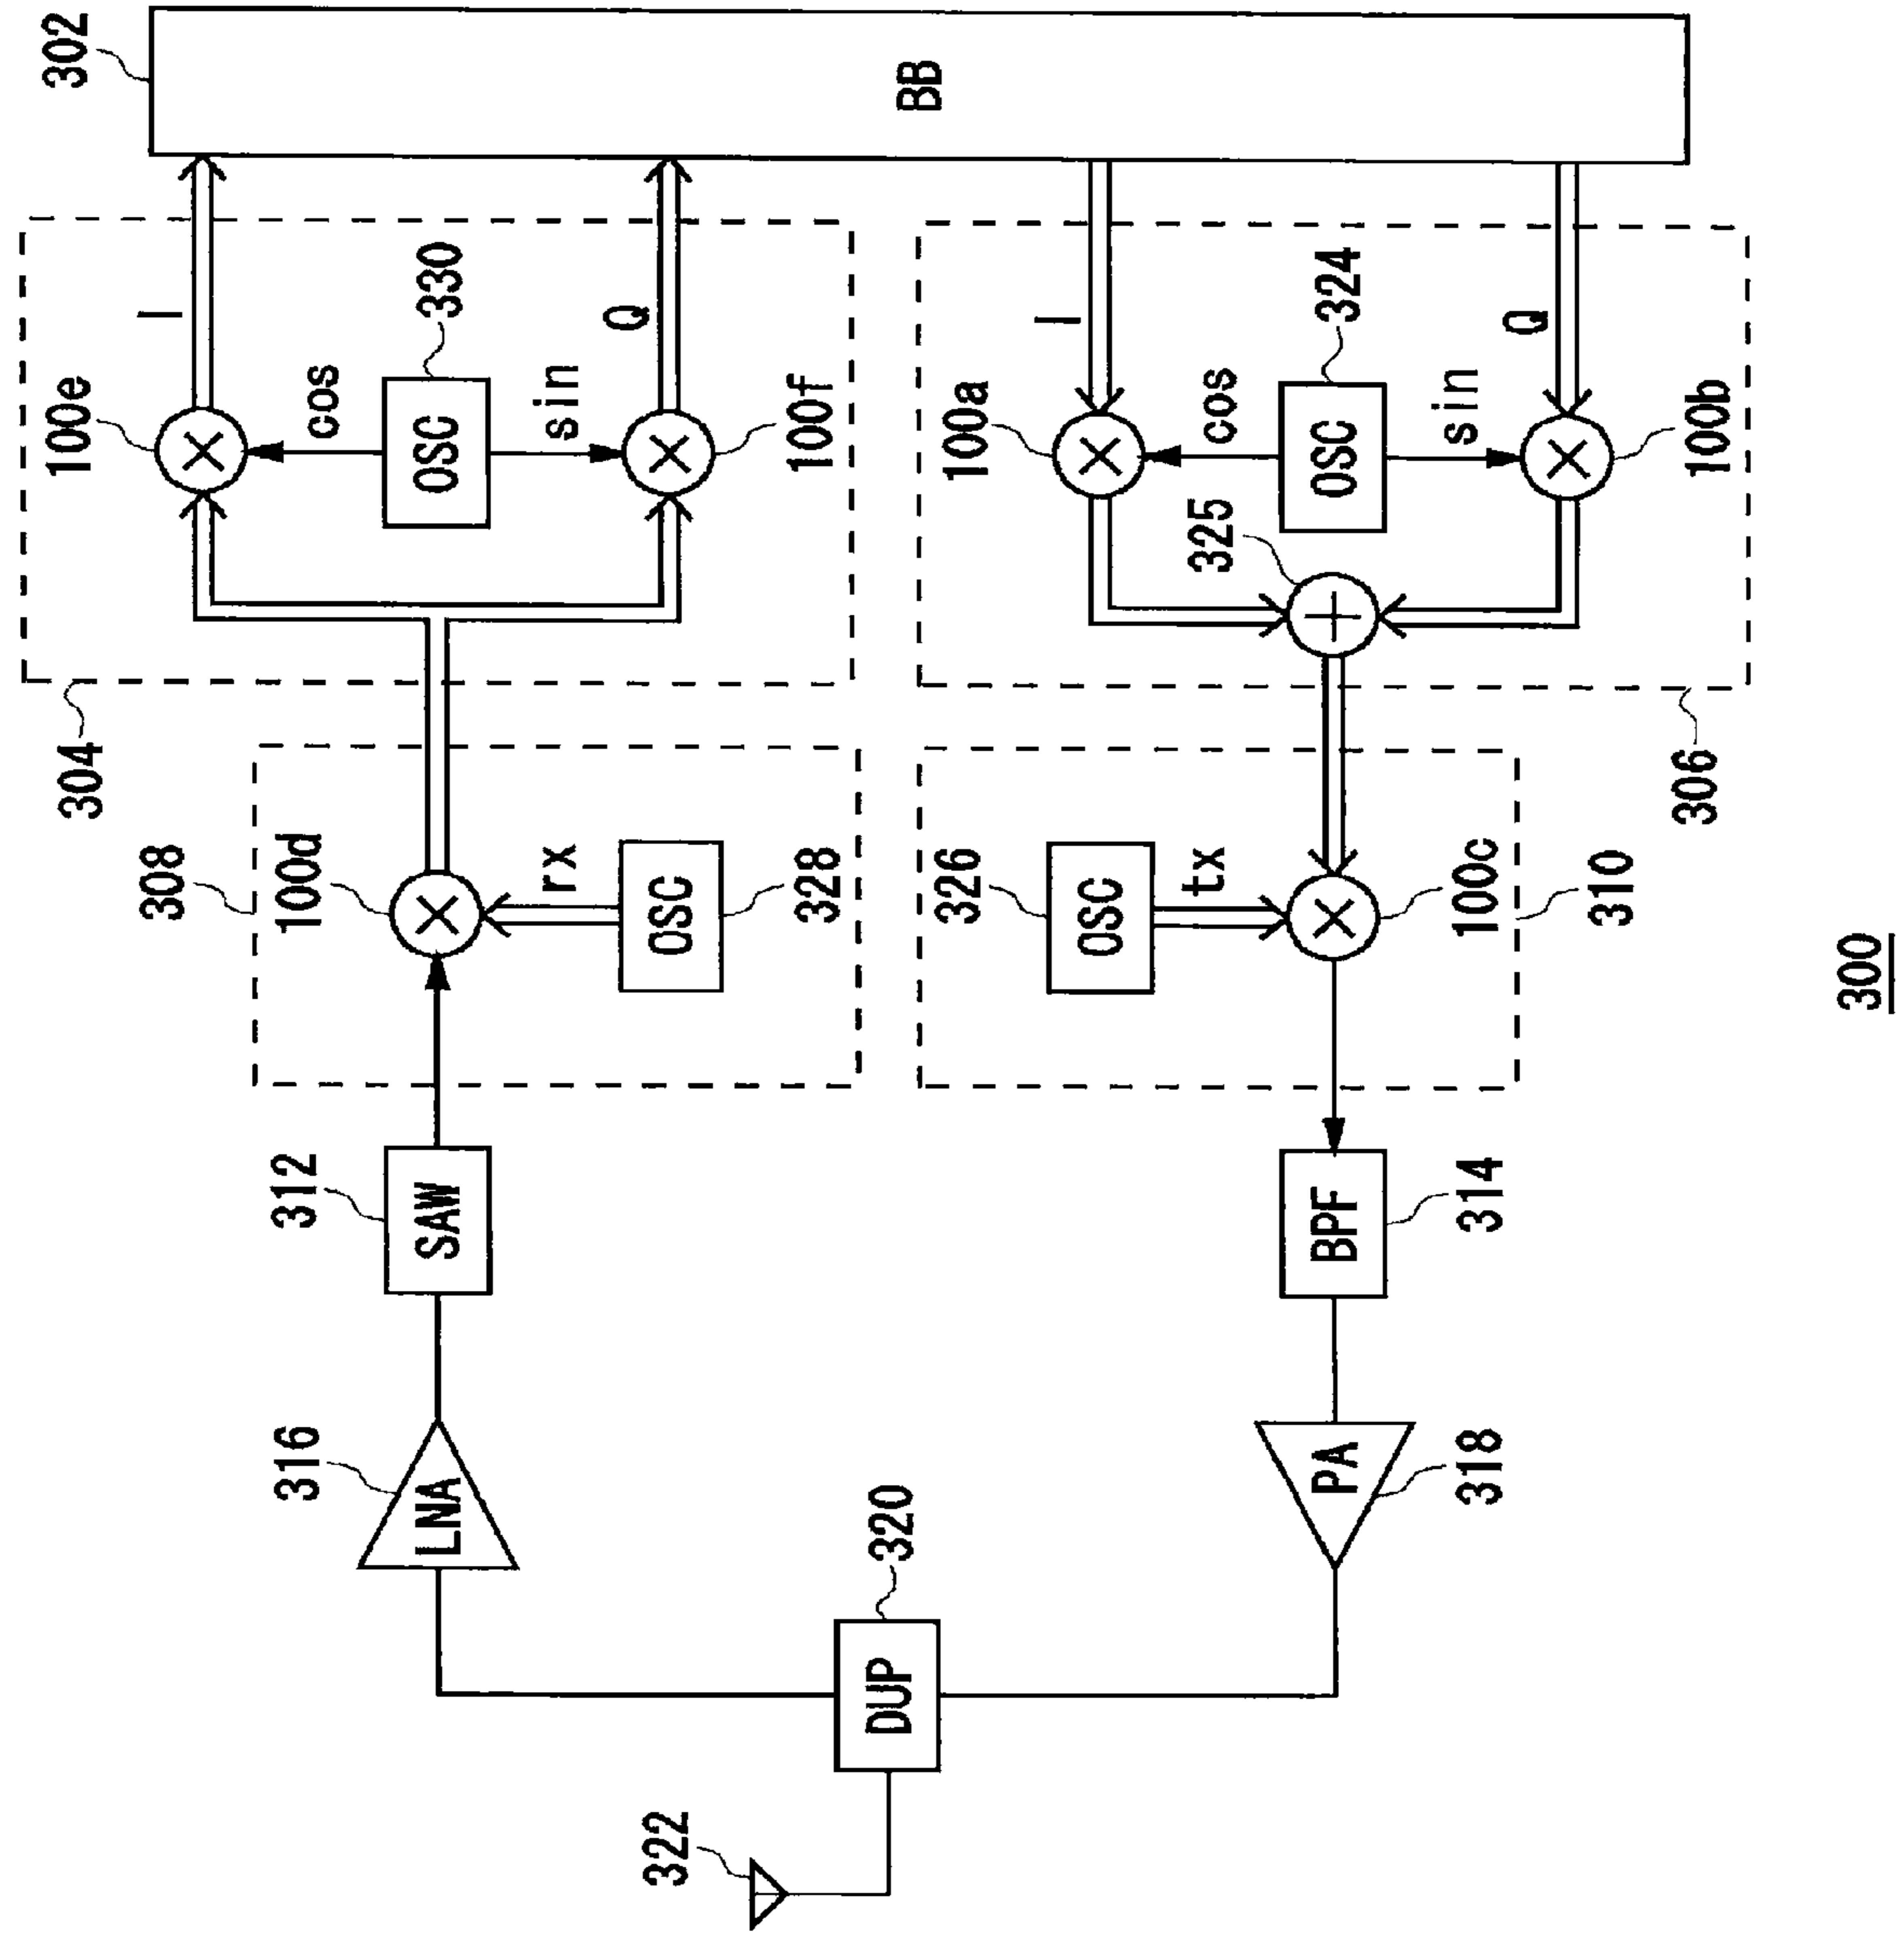 302
BB
100e
I
cos
OSC
330
sin
Q
100f
304
308
100d
rx
OSC
328
312
SAW
316
LNA
320
DUP
322
100a
I
cos
OSC
324
sin
Q
100b
325
306
326
OSC
tx
100c
310
BPF
314
PA
318
300